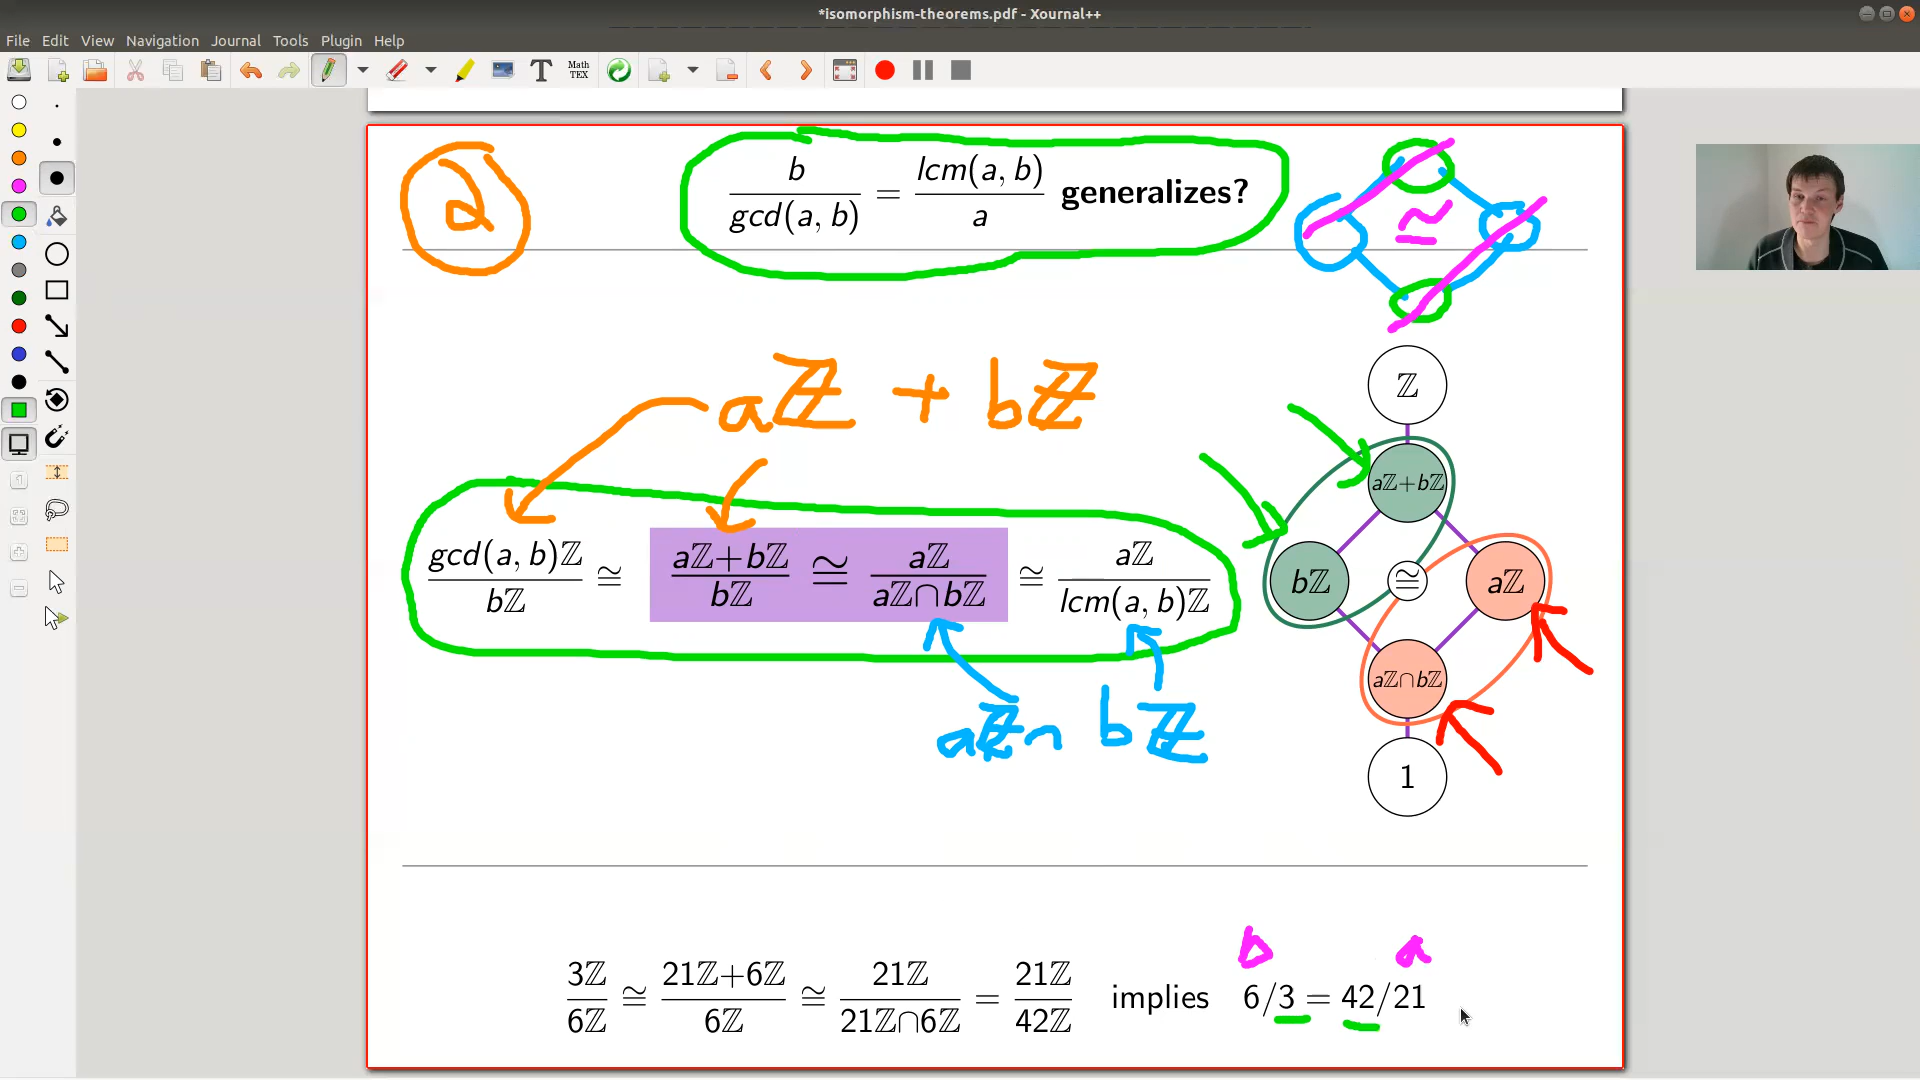 *isomorphism-theorems.pdf - Xournal++
File Edit View Navigation Journal Tools Plugin Help
Math
TEX
2
b/gcd(a, b) = lcm(a, b)/a generalizes?
≅
aℤ + bℤ
gcd(a, b)ℤ/bℤ ≅ (aℤ+bℤ)/bℤ ≅ aℤ/(aℤ∩bℤ) ≅ aℤ/lcm(a, b)ℤ
aℤ∩ bℤ
ℤ
aℤ+bℤ
bℤ ≅ aℤ
aℤ∩bℤ
1
b a
3ℤ/6ℤ ≅ (21ℤ+6ℤ)/6ℤ ≅ 21ℤ/(21ℤ∩6ℤ) = 21ℤ/42ℤ implies 6/3 = 42/21